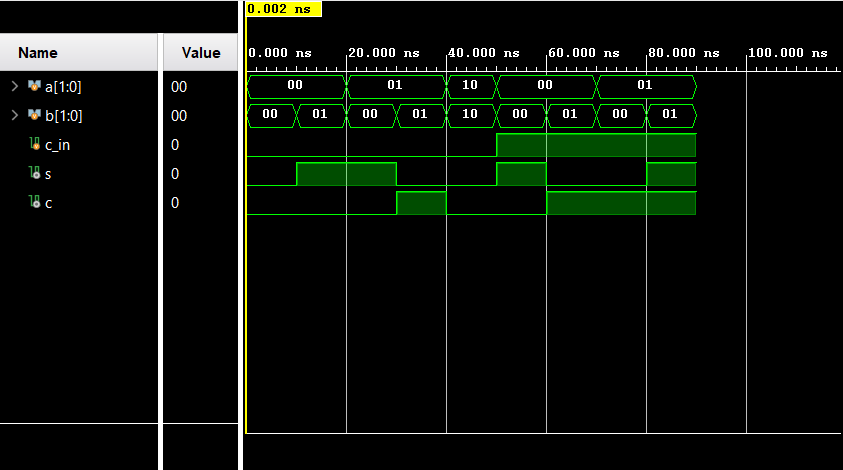 0.002 ns
Name Value
0.000 ns 20.000 ns 40.000 ns 60.000 ns 80.000 ns 100.000 ns
a[1:0] 00 00 01 10 00 01
b[1:0] 00 00 01 00 01 10 00 01 00 01
c_in 0
s 0
c 0